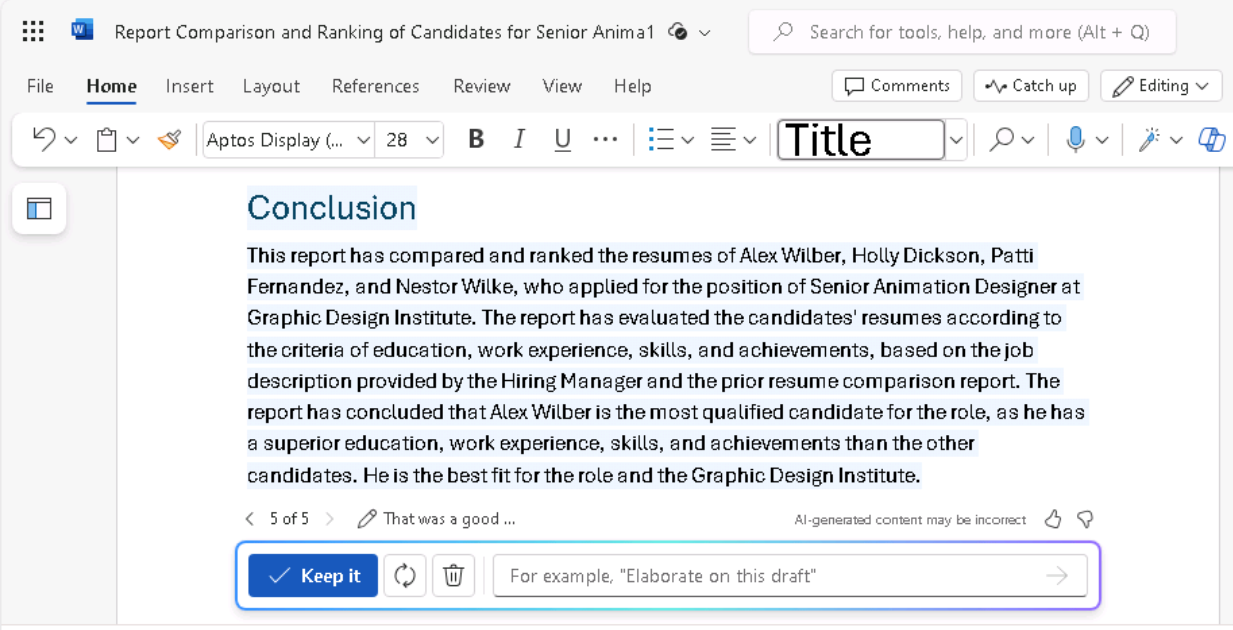 W Report Comparison and Ranking of Candidates for Senior Anima1
Search for tools, help, and more (Alt + Q)
File Home Insert Layout References Review View Help
Comments Catch up Editing
Aptos Display (... 28 B I U ... Title
Conclusion
This report has compared and ranked the resumes of Alex Wilber, Holly Dickson, Patti
Fernandez, and Nestor Wilke, who applied for the position of Senior Animation Designer at
Graphic Design Institute. The report has evaluated the candidates' resumes according to
the criteria of education, work experience, skills, and achievements, based on the job
description provided by the Hiring Manager and the prior resume comparison report. The
report has concluded that Alex Wilber is the most qualified candidate for the role, as he has
a superior education, work experience, skills, and achievements than the other
candidates. He is the best fit for the role and the Graphic Design Institute.
5 of 5 That was a good ...
AI-generated content may be incorrect
Keep it
For example, "Elaborate on this draft"